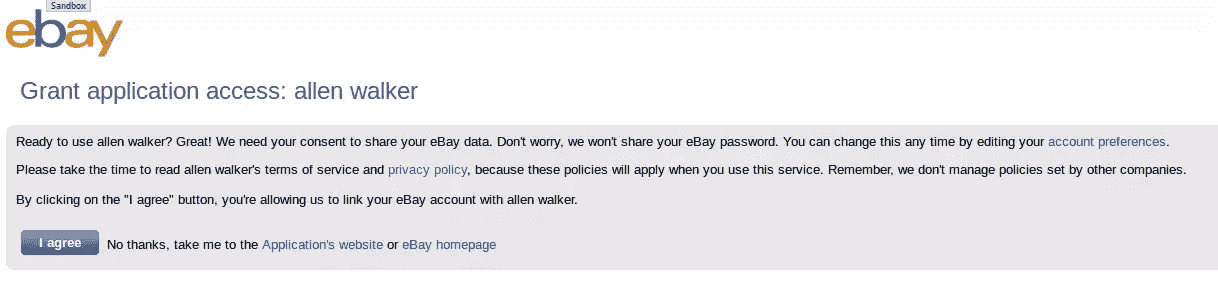 Sandbox
ebay
Grant application access: allen walker
Ready to use allen walker? Great! We need your consent to share your eBay data. Don't worry, we won't share your eBay password. You can change this any time by editing your account preferences.
Please take the time to read allen walker's terms of service and privacy policy, because these policies will apply when you use this service. Remember, we don't manage policies set by other companies.
By clicking on the "I agree" button, you're allowing us to link your eBay account with allen walker.
I agree No thanks, take me to the Application's website or eBay homepage